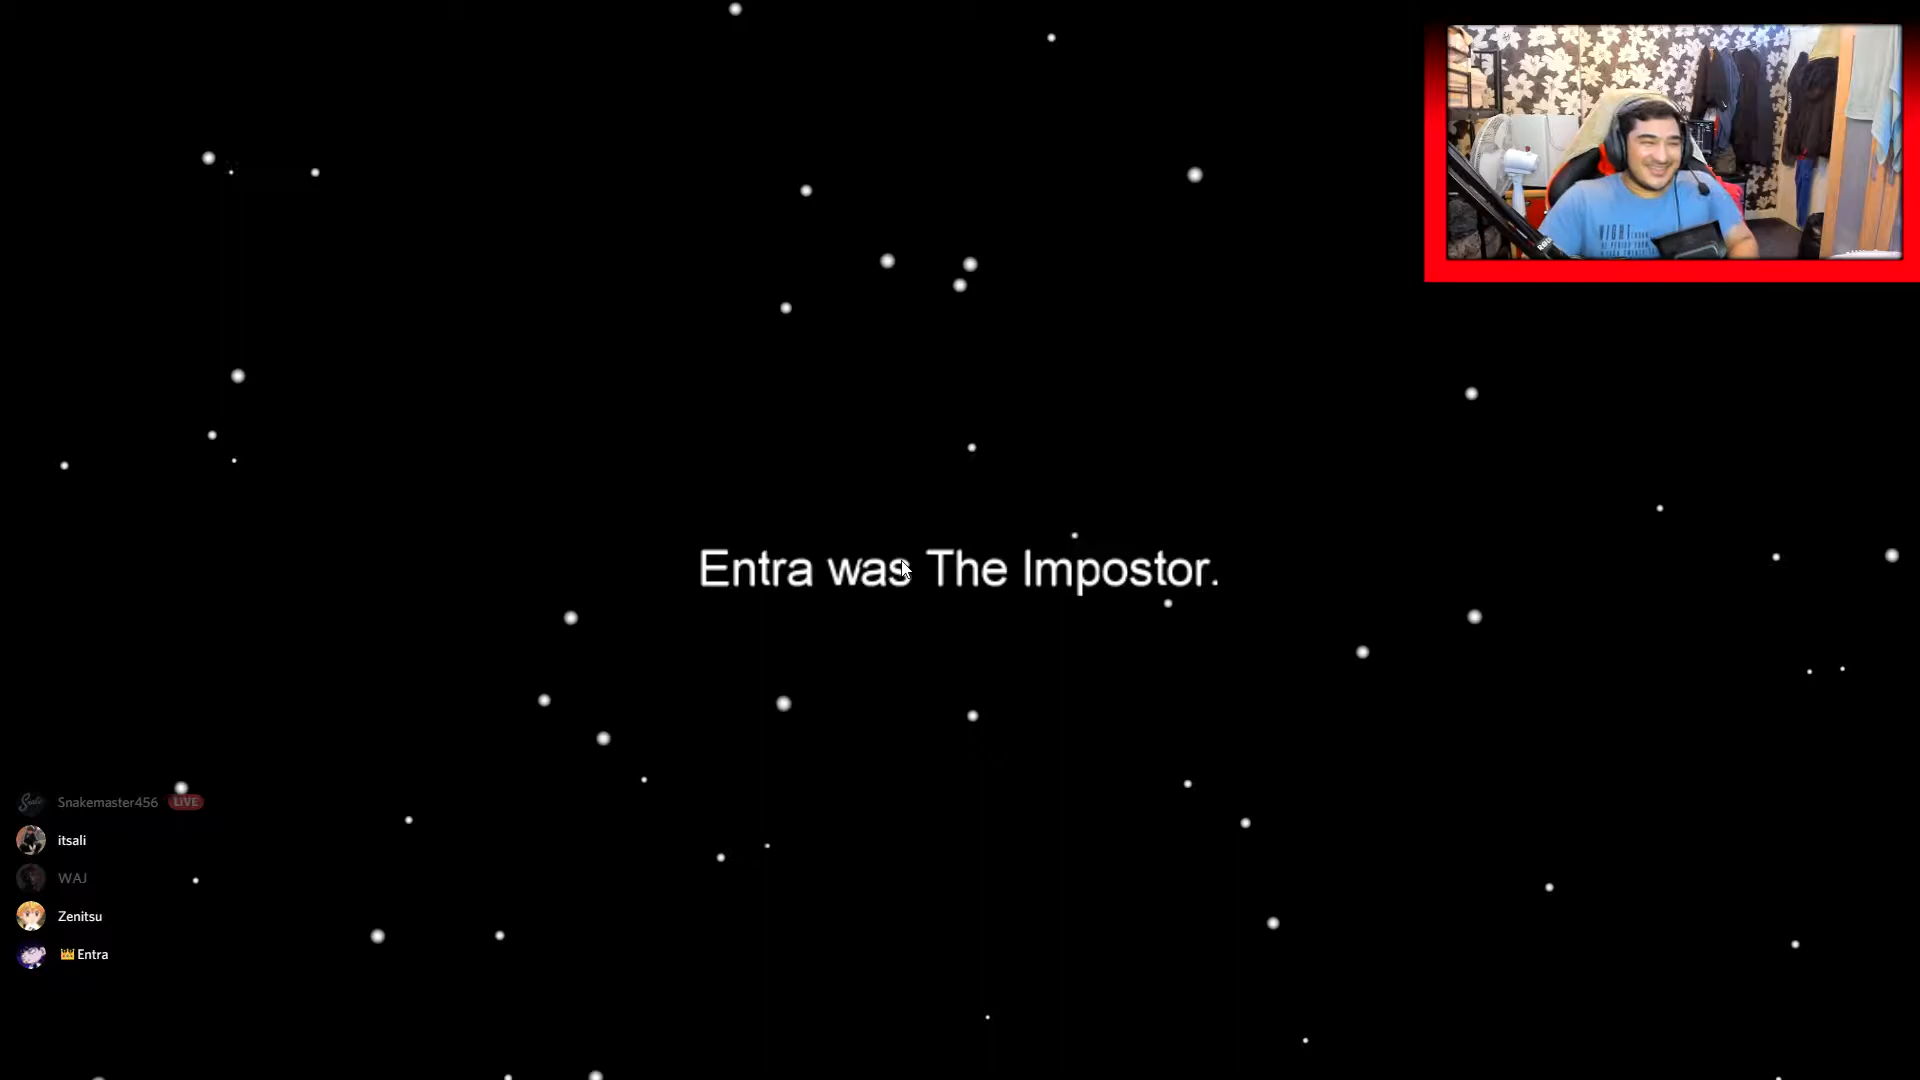 Entra was The Impostor.
Snakemaster456 LIVE
itsali
WAJ
Zenitsu
Entra